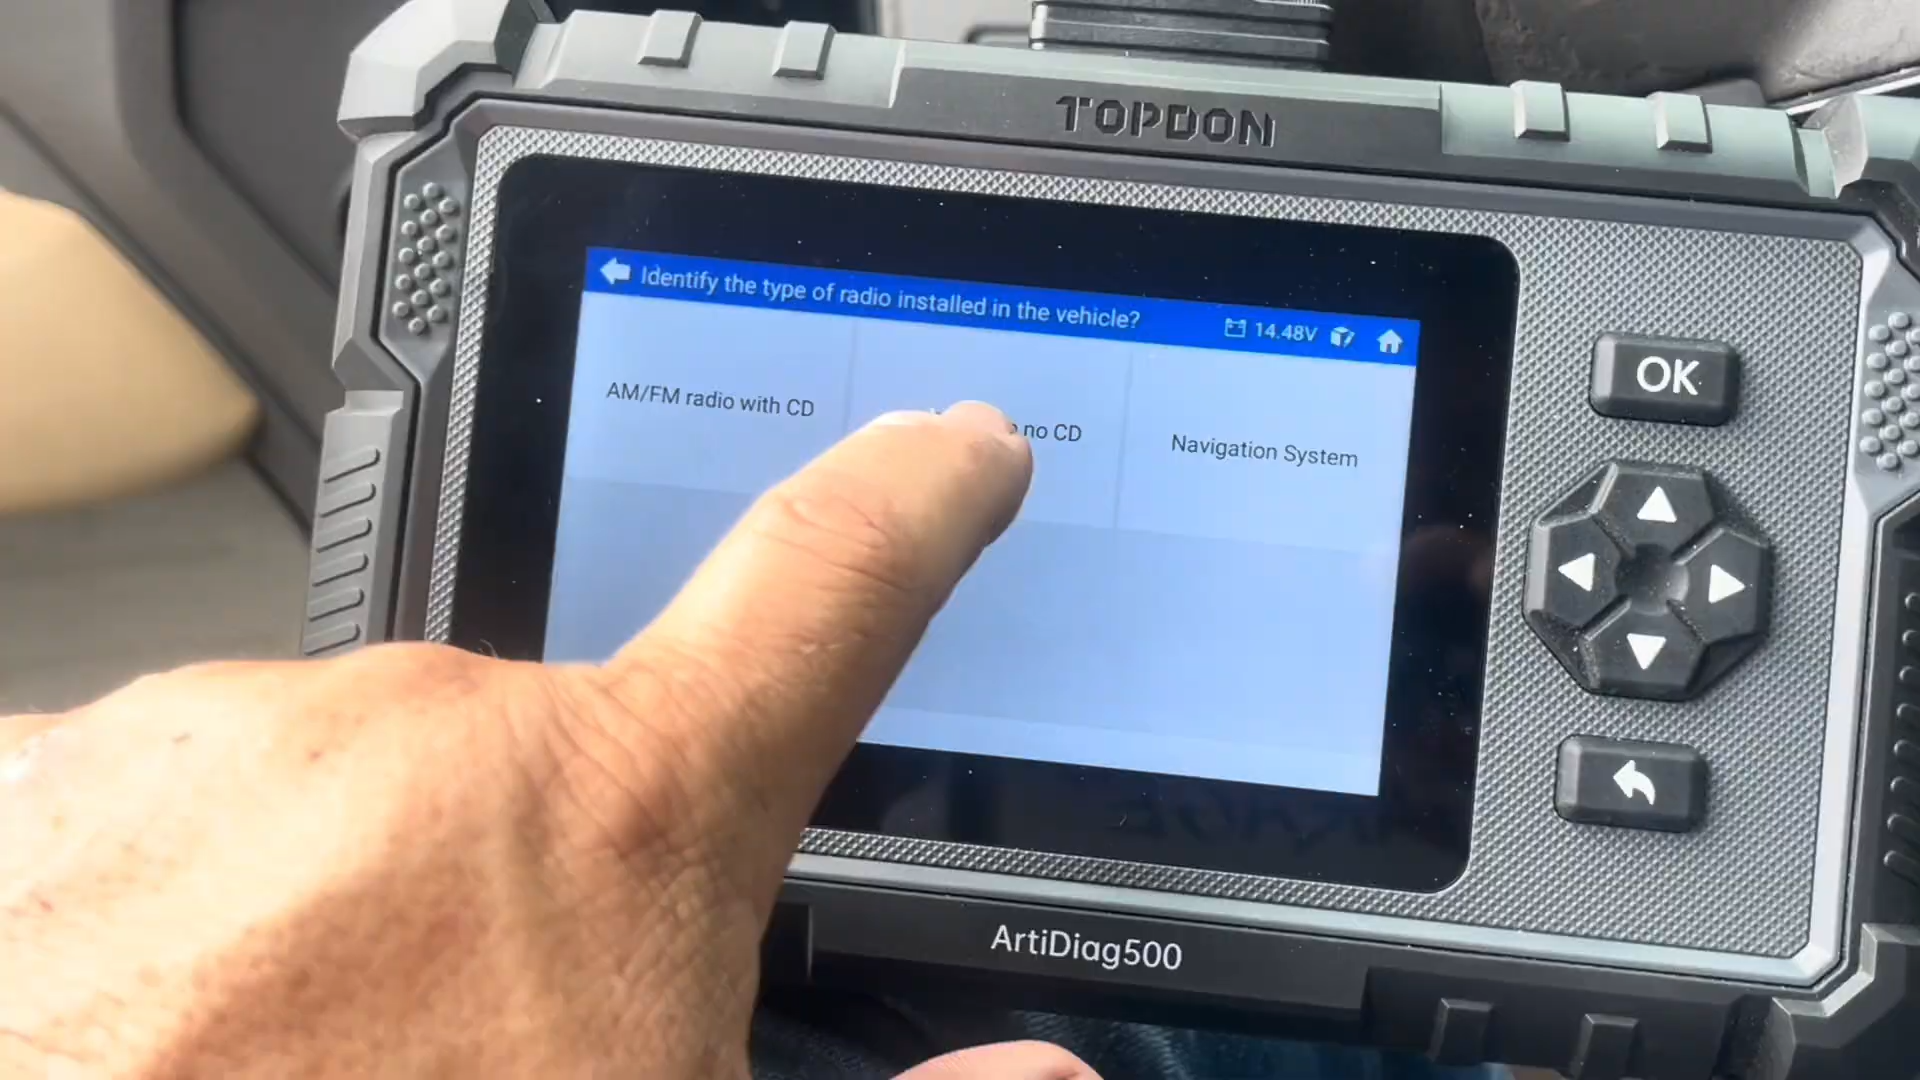 TOPDON
Identify the type of radio installed in the vehicle?
14.48V
AM/FM radio with CD
no CD
Navigation System
OK
ArtiDiag500